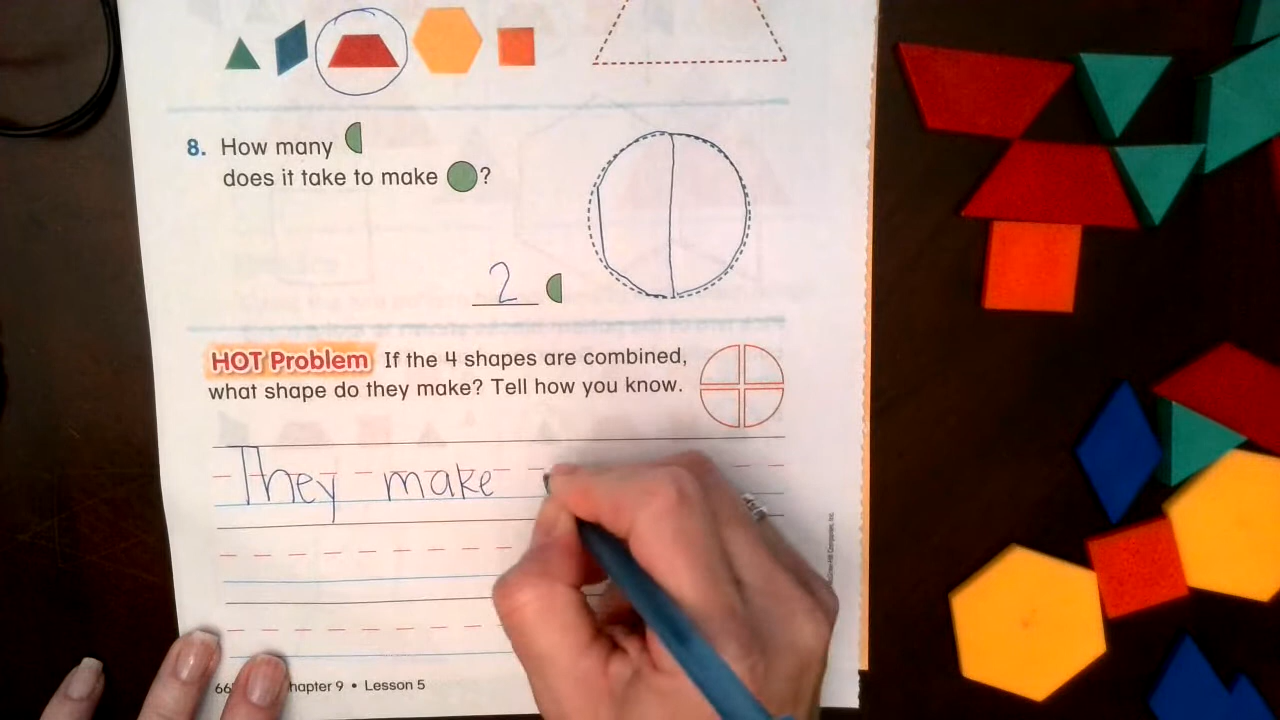 8. How many
does it take to make ?
2
HOT Problem If the 4 shapes are combined,
what shape do they make? Tell how you know.
They make
hapter 9 • Lesson 5